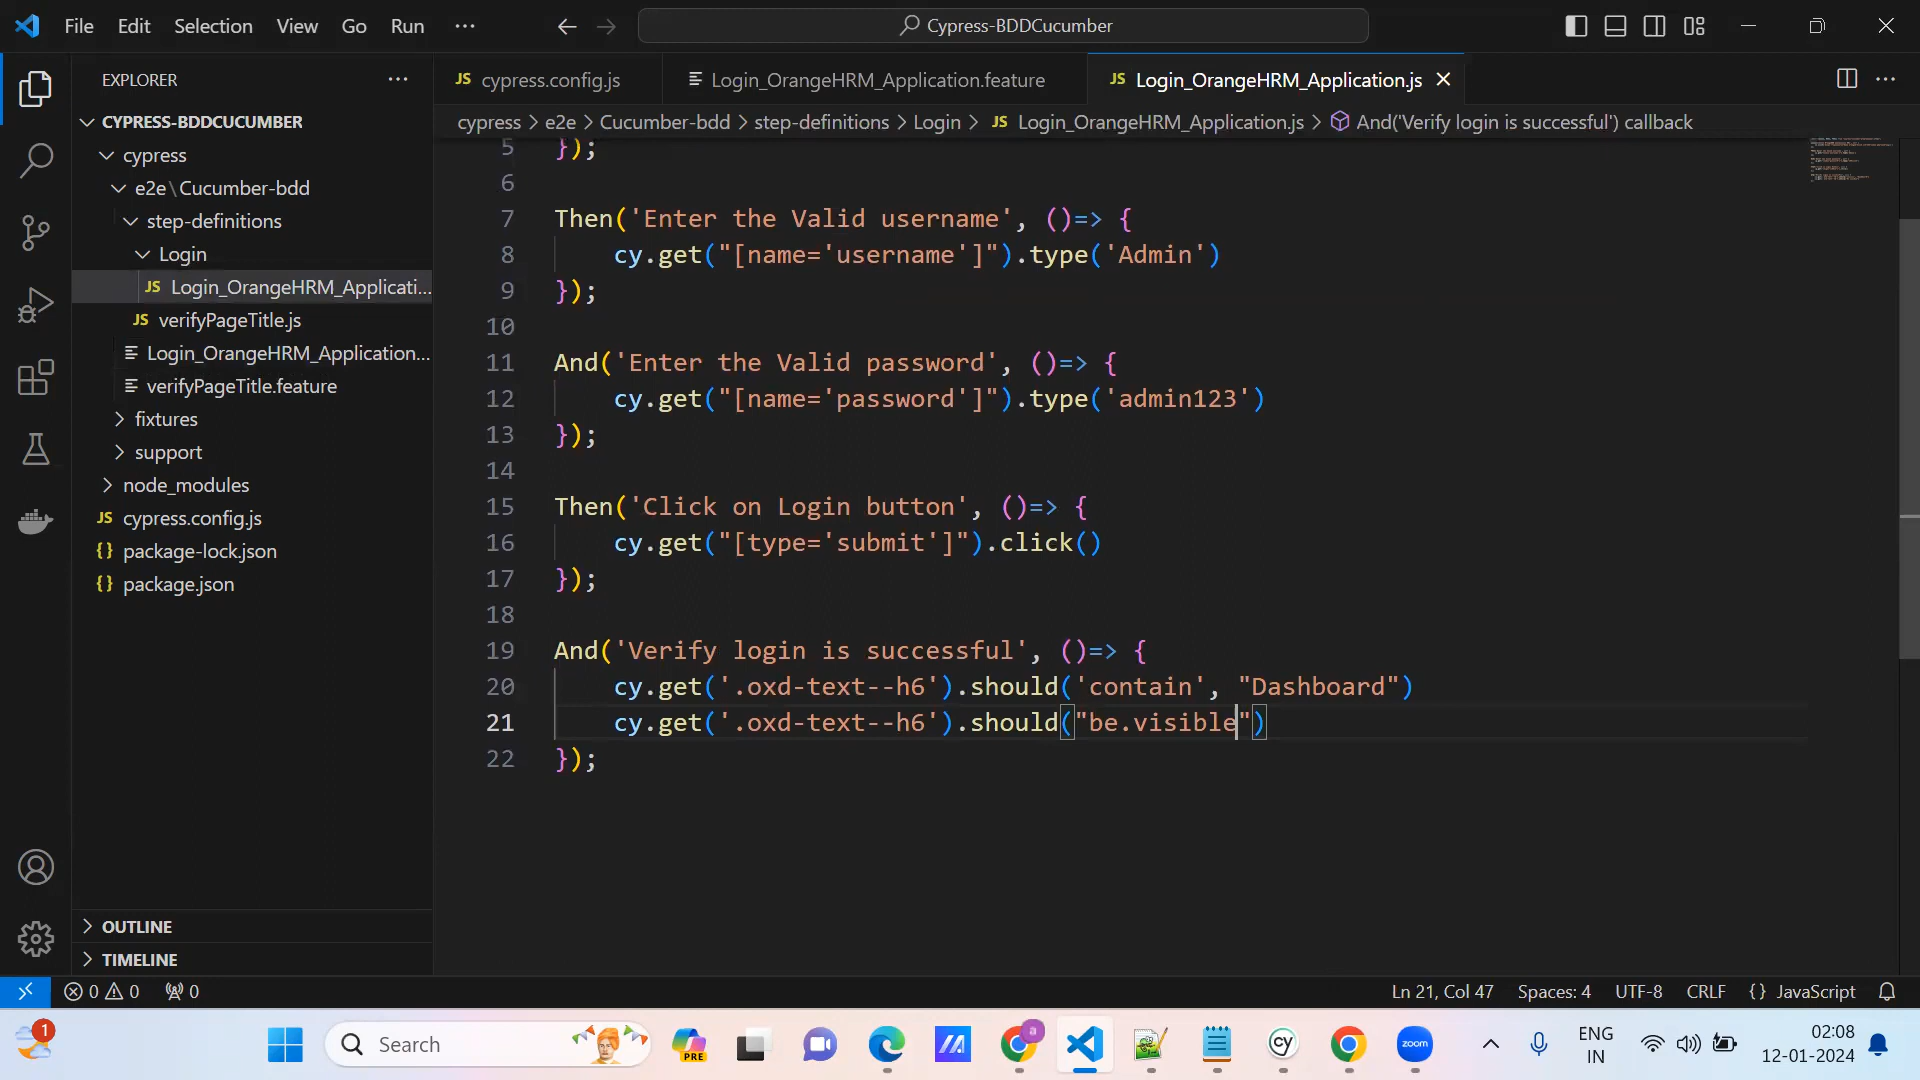 File Edit Selection View Go Run ···
Cypress-BDDCucumber
EXPLORER ···
CYPRESS-BDDCUCUMBER
cypress
e2e\Cucumber-bdd
step-definitions
Login
JS Login_OrangeHRM_Applicati...
JS verifyPageTitle.js
Login_OrangeHRM_Application...
verifyPageTitle.feature
fixtures
support
node_modules
JS cypress.config.js
{} package-lock.json
{} package.json
OUTLINE
TIMELINE
JS cypress.config.js
Login_OrangeHRM_Application.feature
JS Login_OrangeHRM_Application.js
cypress > e2e > Cucumber-bdd > step-definitions > Login > JS Login_OrangeHRM_Application.js > And('Verify login is successful') callback
5 });
6
7 Then('Enter the Valid username', ()=> {
8 cy.get("[name='username']").type('Admin')
9 });
10
11 And('Enter the Valid password', ()=> {
12 cy.get("[name='password']").type('admin123')
13 });
14
15 Then('Click on Login button', ()=> {
16 cy.get("[type='submit']").click()
17 });
18
19 And('Verify login is successful', ()=> {
20 cy.get('.oxd-text--h6').should('contain', "Dashboard")
21 cy.get('.oxd-text--h6').should("be.visible")
22 });
0 0 0
Ln 21, Col 47 Spaces: 4 UTF-8 CRLF {} JavaScript
1
Search
PRE
a
cy
zoom
ENG
IN
02:08
12-01-2024